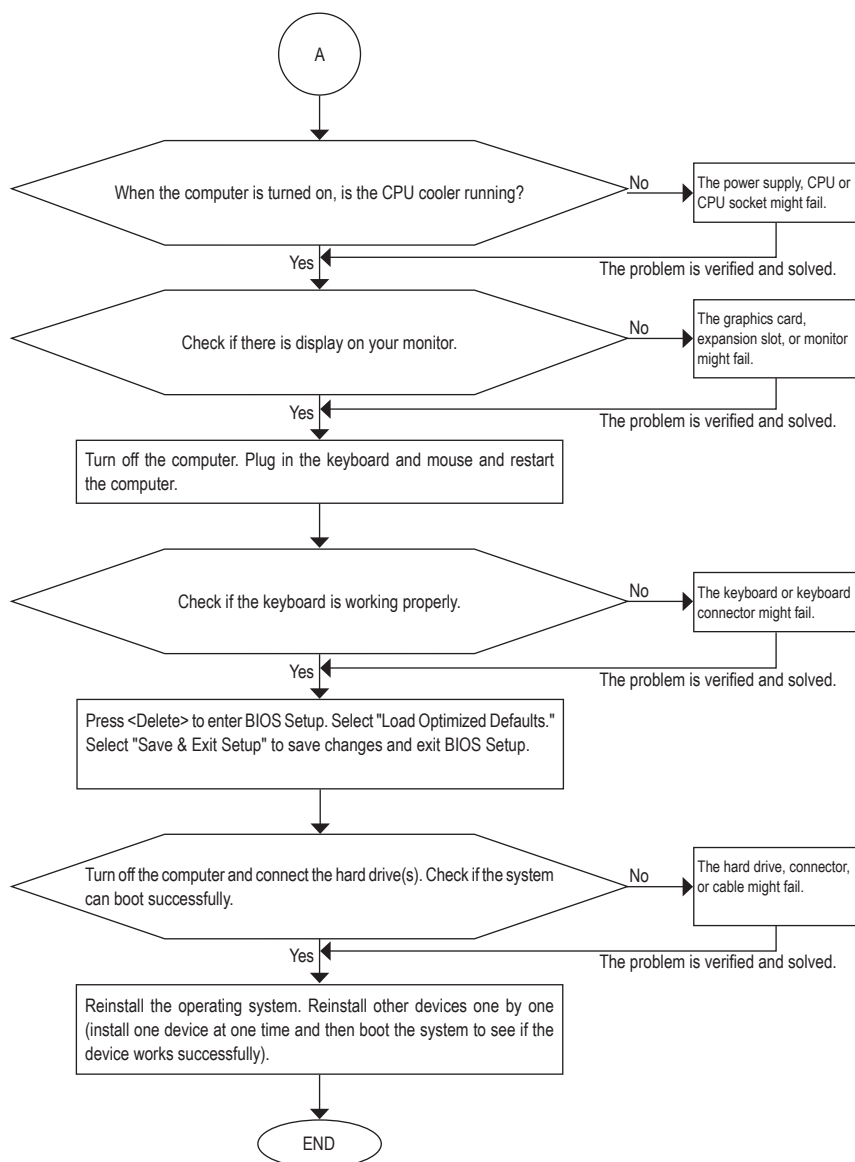 A
When the computer is turned on, is the CPU cooler running?
No
The power supply, CPU or
CPU socket might fail.
Yes
The problem is verified and solved.
Check if there is display on your monitor.
No
The graphics card,
expansion slot, or monitor
might fail.
Yes
The problem is verified and solved.
Turn off the computer. Plug in the keyboard and mouse and restart
the computer.
Check if the keyboard is working properly.
No
The keyboard or keyboard
connector might fail.
Yes
The problem is verified and solved.
Press <Delete> to enter BIOS Setup. Select "Load Optimized Defaults."
Select "Save & Exit Setup" to save changes and exit BIOS Setup.
Turn off the computer and connect the hard drive(s). Check if the system
can boot successfully.
No
The hard drive, connector,
or cable might fail.
Yes
The problem is verified and solved.
Reinstall the operating system. Reinstall other devices one by one
(install one device at one time and then boot the system to see if the
device works successfully).
END